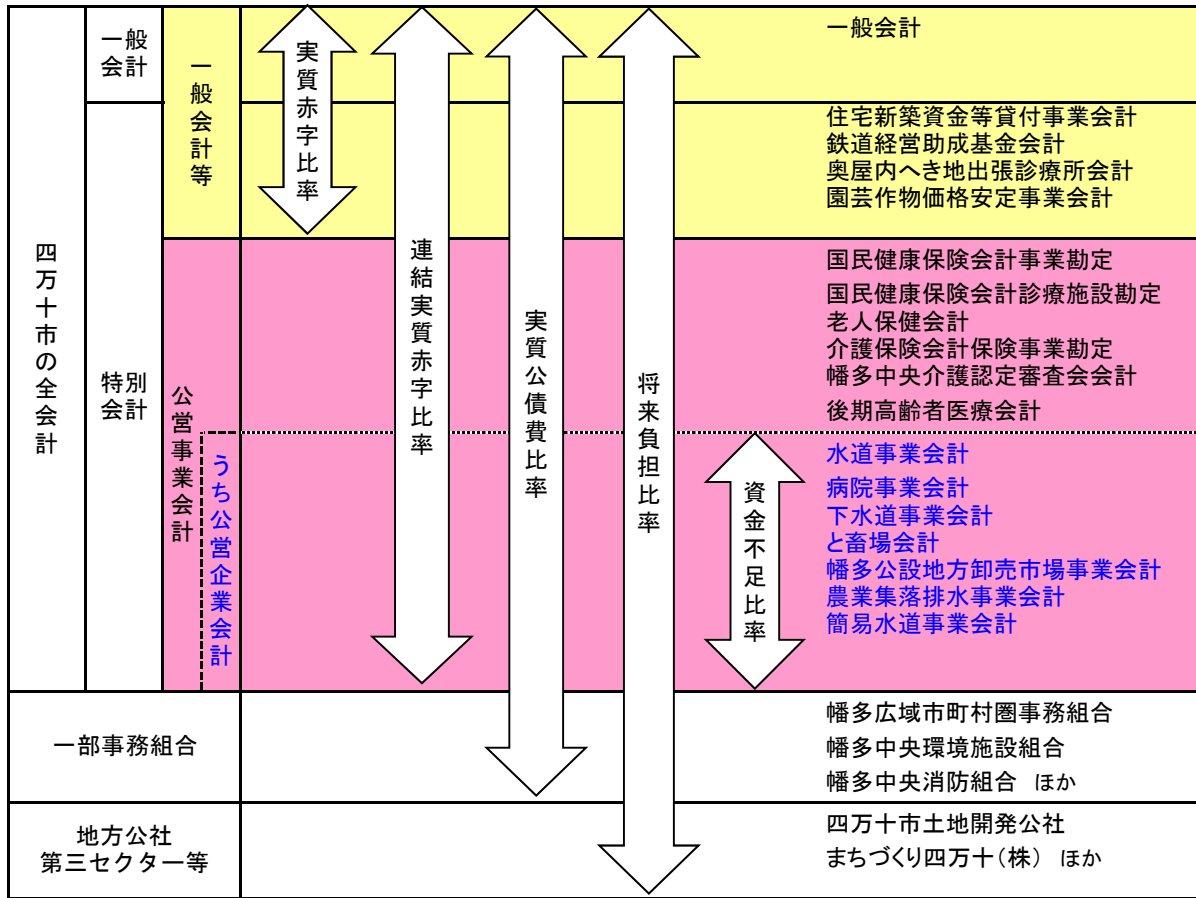 四万十市の全会計
一般
会計
特別
会計
一般会計等
公営事業会計
うち公営企業会計
実質赤字比率
連結実質赤字比率
実質公債費比率
将来負担比率
資金不足比率
一般会計
住宅新築資金等貸付事業会計
鉄道経営助成基金会計
奥屋内へき地出張診療所会計
園芸作物価格安定事業会計
国民健康保険会計事業勘定
国民健康保険会計診療施設勘定
老人保健会計
介護保険会計保険事業勘定
幡多中央介護認定審査会会計
後期高齢者医療会計
水道事業会計
病院事業会計
下水道事業会計
と畜場会計
幡多公設地方卸売市場事業会計
農業集落排水事業会計
簡易水道事業会計
一部事務組合
幡多広域市町村圏事務組合
幡多中央環境施設組合
幡多中央消防組合 ほか
地方公社
第三セクター等
四万十市土地開発公社
まちづくり四万十(株) ほか